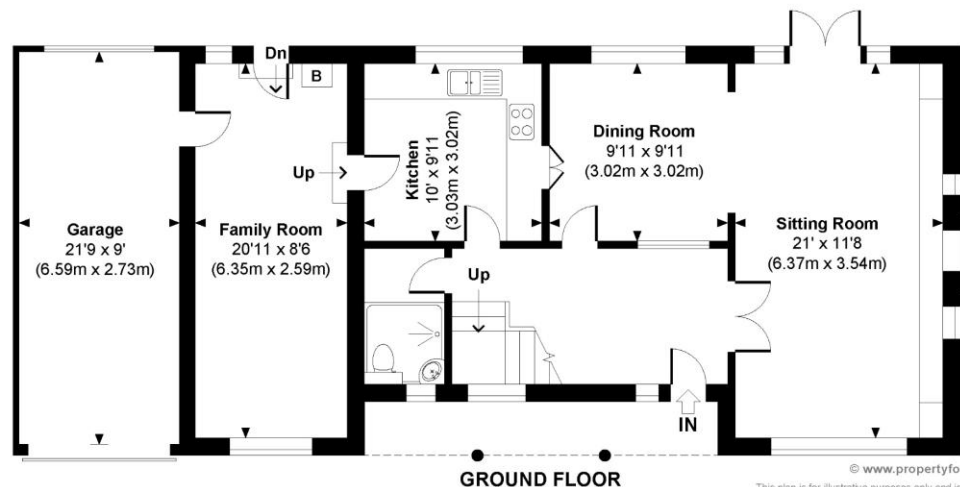 Dn
B
Up
Garage
21'9 x 9'
(6.59m x 2.73m)
Family Room
20'11 x 8'6
(6.35m x 2.59m)
Kitchen
10' x 9'11
(3.03m x 3.02m)
Dining Room
9'11 x 9'11
(3.02m x 3.02m)
Sitting Room
21' x 11'8
(6.37m x 3.54m)
Up
IN
GROUND FLOOR
© www.propertyfo